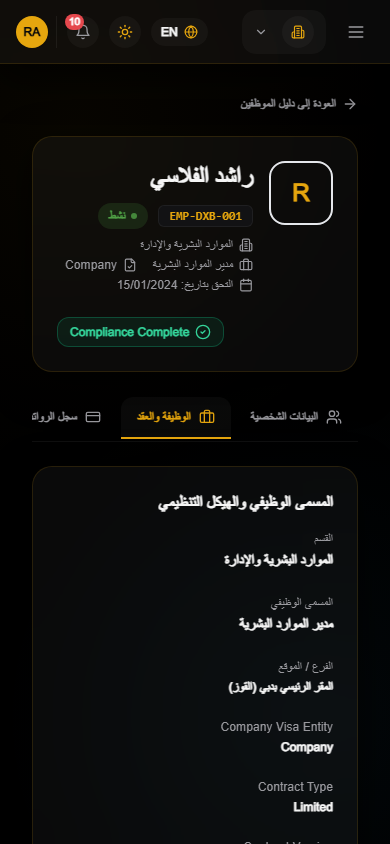 RA
10
EN
العودة إلى دليل الموظفين
راشد الفلاسي
R
EMP-DXB-001
نشط
الموارد البشرية والإدارة
مدير الموارد البشرية
Company
التحق بتاريخ: 15/01/2024
Compliance Complete
البيانات الشخصية
الوظيفة والعقد
سجل الرواتب
المسمى الوظيفي والهيكل التنظيمي
القسم
الموارد البشرية والإدارة
المسمى الوظيفي
مدير الموارد البشرية
الفرع / الموقع
المقر الرئيسي بدبي (القوز)
Company Visa Entity
Company
Contract Type
Limited